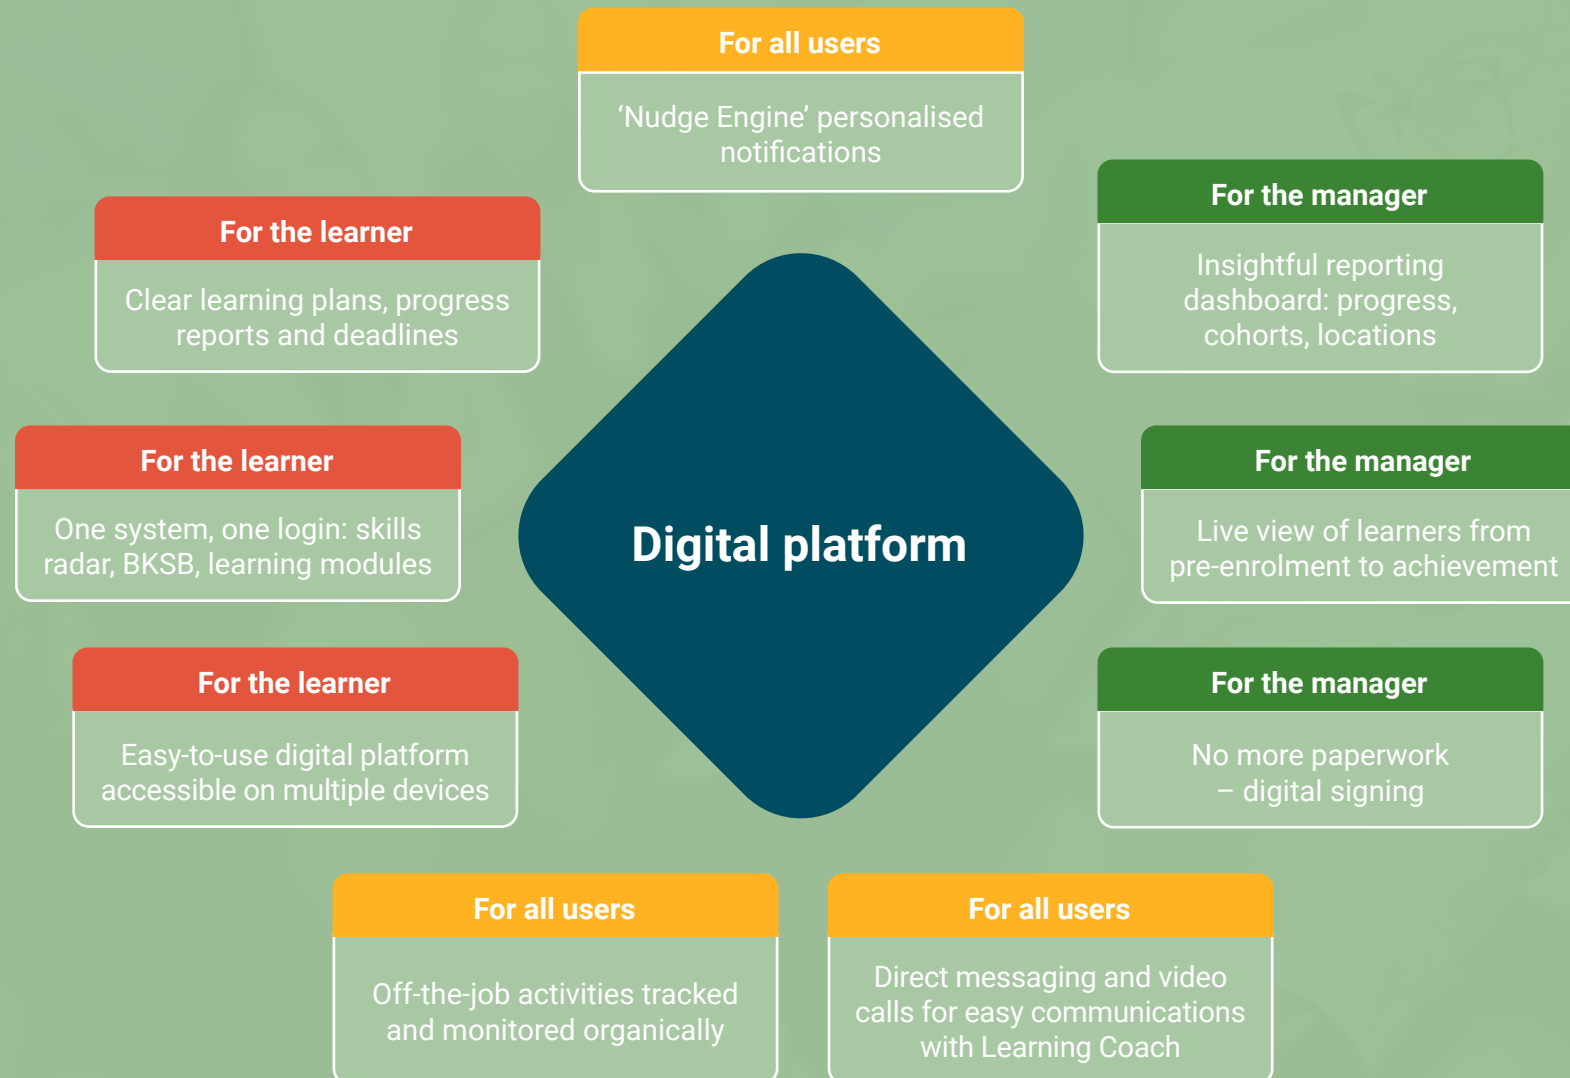 For all users
‘Nudge Engine’ personalised
notifications
For the learner
Clear learning plans, progress
reports and deadlines
For the manager
Insightful reporting
dashboard: progress,
cohorts, locations
For the learner
One system, one login: skills
radar, BKSB, learning modules
Digital platform
For the manager
Live view of learners from
pre-enrolment to achievement
For the learner
Easy-to-use digital platform
accessible on multiple devices
For the manager
No more paperwork
– digital signing
For all users
Off-the-job activities tracked
and monitored organically
For all users
Direct messaging and video
calls for easy communications
with Learning Coach